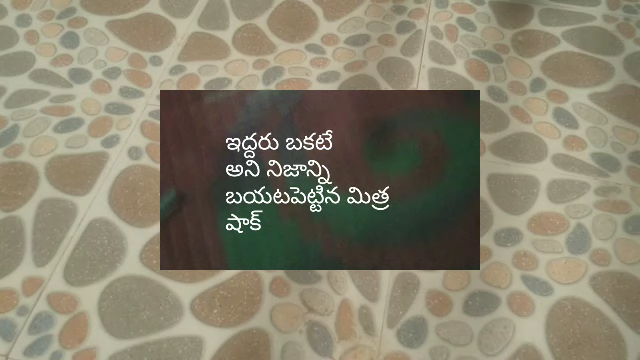 ఇద్దరు బకటే
అని నిజాన్ని
బయటపెట్టిన మిత్ర
షాక్